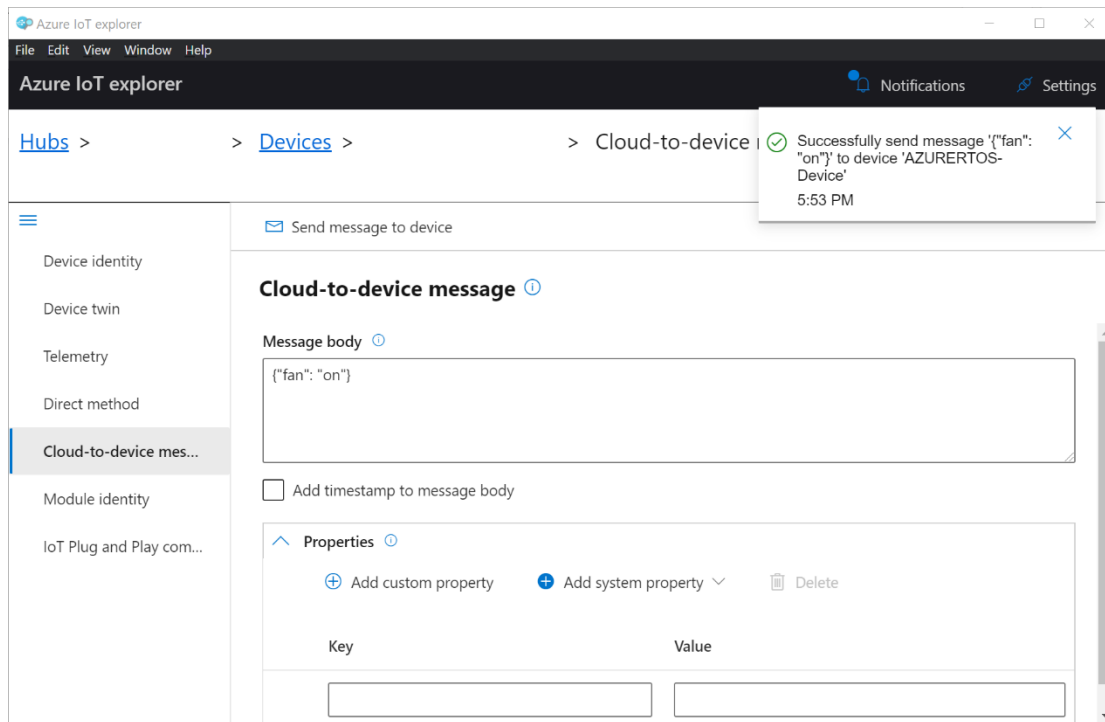 Azure IoT explorer
File Edit View Window Help
Azure IoT explorer
Notifications
Settings
Hubs > > Devices > > Cloud-to-device
Successfully send message '{"fan":
"on"}' to device 'AZURERTOS-
Device'
5:53 PM
Send message to device
Device identity
Device twin
Telemetry
Direct method
Cloud-to-device mes...
Module identity
IoT Plug and Play com...
Cloud-to-device message
Message body
{"fan": "on"}
Add timestamp to message body
Properties
Add custom property
Add system property
Delete
Key
Value